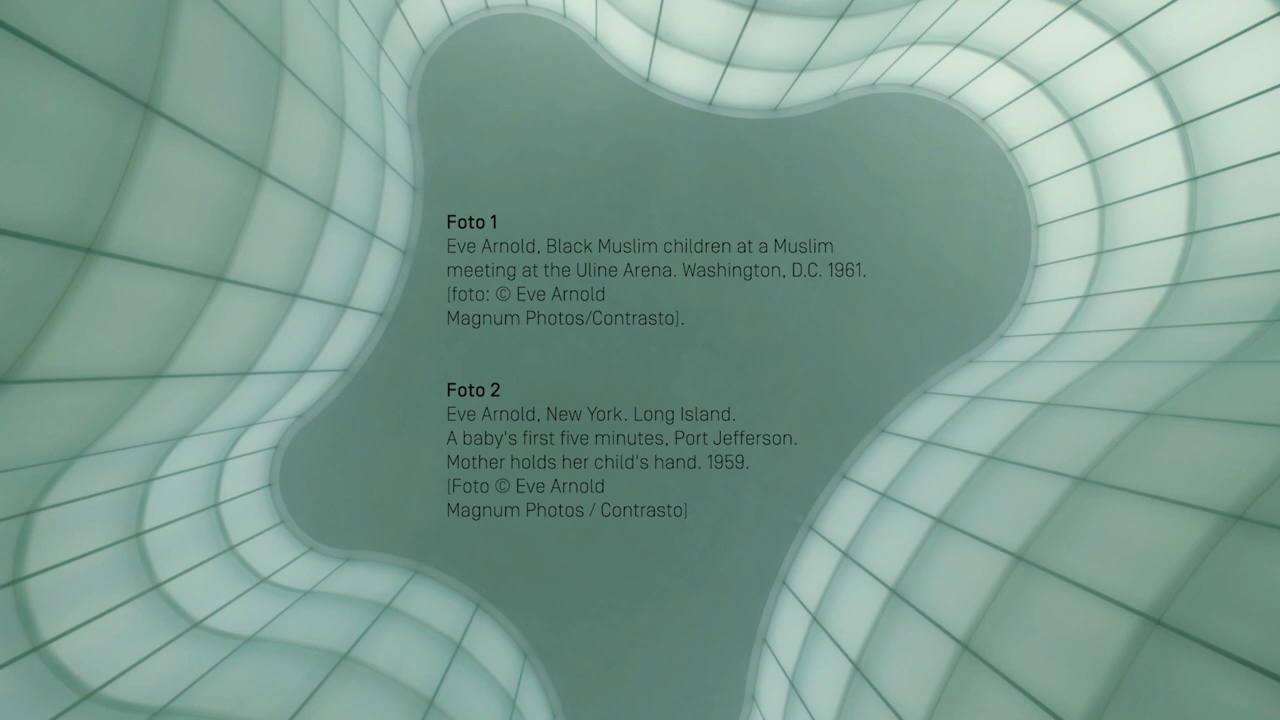 Foto 1
Eve Arnold, Black Muslim children at a Muslim
meeting at the Uline Arena. Washington, D.C. 1961.
[foto: © Eve Arnold
Magnum Photos/Contrasto].
Foto 2
Eve Arnold, New York. Long Island.
A baby's first five minutes, Port Jefferson.
Mother holds her child's hand. 1959.
[Foto © Eve Arnold
Magnum Photos / Contrasto]